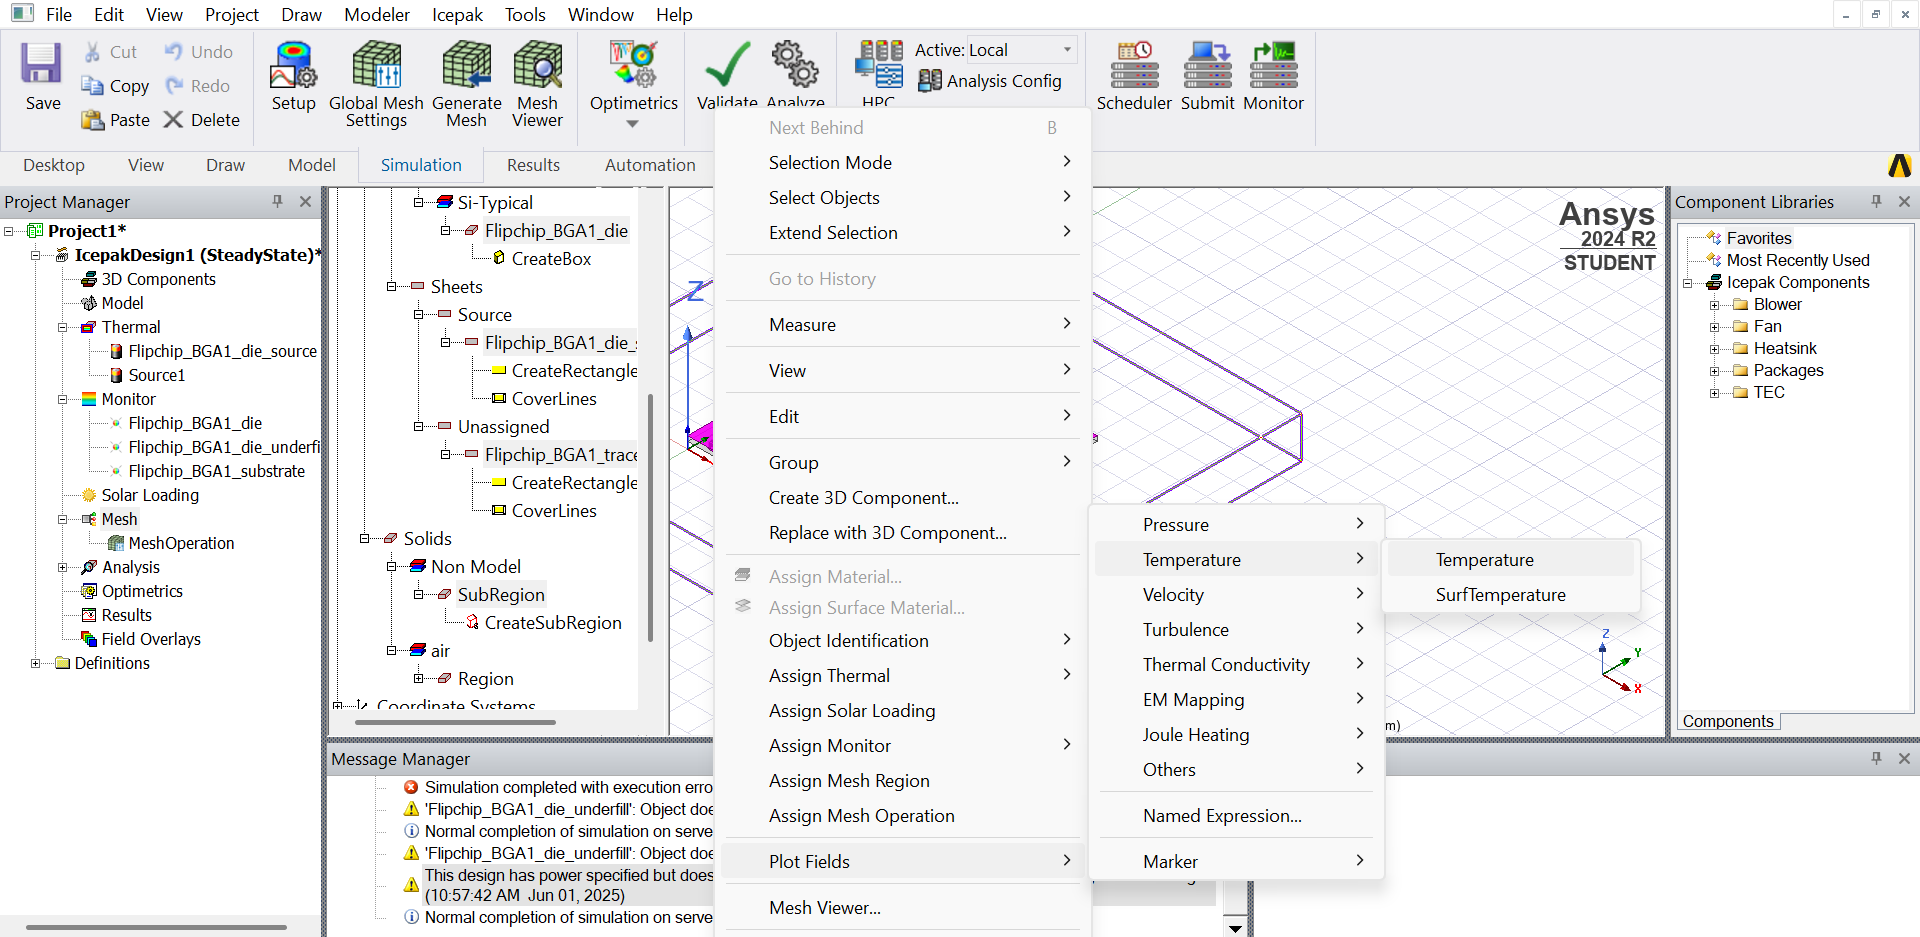 File Edit View Project Draw Modeler Icepak Tools Window Help
Save
Cut
Copy
Paste
Undo
Redo
Delete
Setup
Global Mesh
Settings
Generate
Mesh
Mesh
Viewer
Optimetrics
Validate
Analyze
HPC
Active: Local
Analysis Config
Scheduler
Submit
Monitor
Desktop View Draw Model Simulation Results Automation
Project Manager
Project1*
IcepakDesign1 (SteadyState)*
3D Components
Model
Thermal
Flipchip_BGA1_die_source
Source1
Monitor
Flipchip_BGA1_die
Flipchip_BGA1_die_underfi
Flipchip_BGA1_substrate
Solar Loading
Mesh
MeshOperation
Analysis
Optimetrics
Results
Field Overlays
Definitions
Si-Typical
Flipchip_BGA1_die
CreateBox
Sheets
Source
Flipchip_BGA1_die_
CreateRectangle
CoverLines
Unassigned
Flipchip_BGA1_trace
CreateRectangle
CoverLines
Solids
Non Model
SubRegion
CreateSubRegion
air
Region
Coordinate Systems
Z
Next Behind B
Selection Mode
Select Objects
Extend Selection
Go to History
Measure
View
Edit
Group
Create 3D Component...
Replace with 3D Component...
Assign Material...
Assign Surface Material...
Object Identification
Assign Thermal
Assign Solar Loading
Assign Monitor
Assign Mesh Region
Assign Mesh Operation
Plot Fields
Mesh Viewer...
Pressure
Temperature
Velocity
Turbulence
Thermal Conductivity
EM Mapping
Joule Heating
Others
Named Expression...
Marker
Temperature
SurfTemperature
Ansys
2024 R2
STUDENT
Z
Y
X
m)
Component Libraries
Favorites
Most Recently Used
Icepak Components
Blower
Fan
Heatsink
Packages
TEC
Components
Message Manager
Simulation completed with execution erro
'Flipchip_BGA1_die_underfill': Object doe
Normal completion of simulation on serve
'Flipchip_BGA1_die_underfill': Object doe
This design has power specified but does
(10:57:42 AM Jun 01, 2025)
Normal completion of simulation on serve